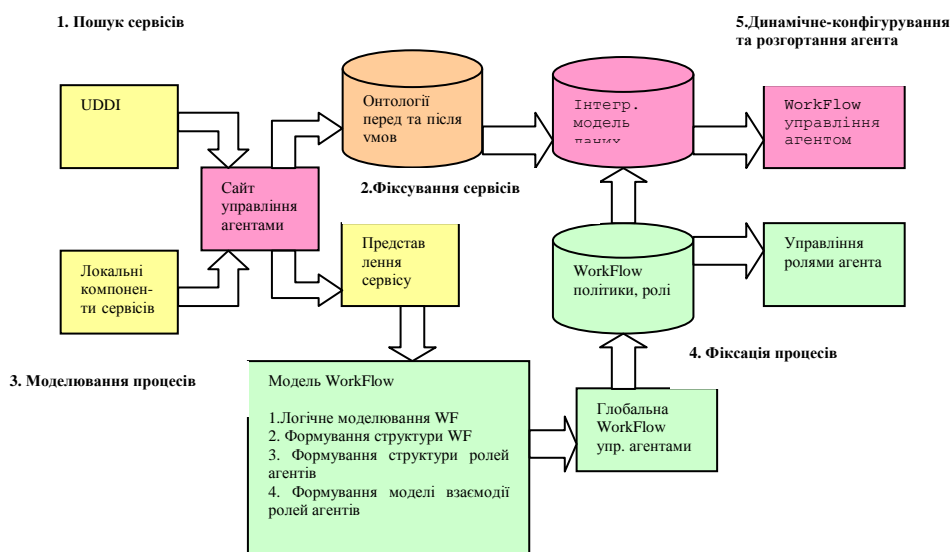 1. Пошук сервісів
5.Динамічне-конфігурування
та розгортання агента
UDDI
Онтології
перед та після
умов
Інтегр.
модель
даних
WorkFlow
управління
агентом
2.Фіксування сервісів
Сайт
управління
агентами
Представ
лення
сервісу
Локальні
компонен-
ти сервісів
WorkFlow
політики, ролі
Управління
ролями агента
4. Фіксація процесів
3. Моделювання процесів
Модель WorkFlow
1.Логічне моделювання WF
2. Формування структури WF
3. Формування структури ролей
агентів
4. Формування моделі взаємодії
ролей агентів
Глобальна
WorkFlow
упр. агентами